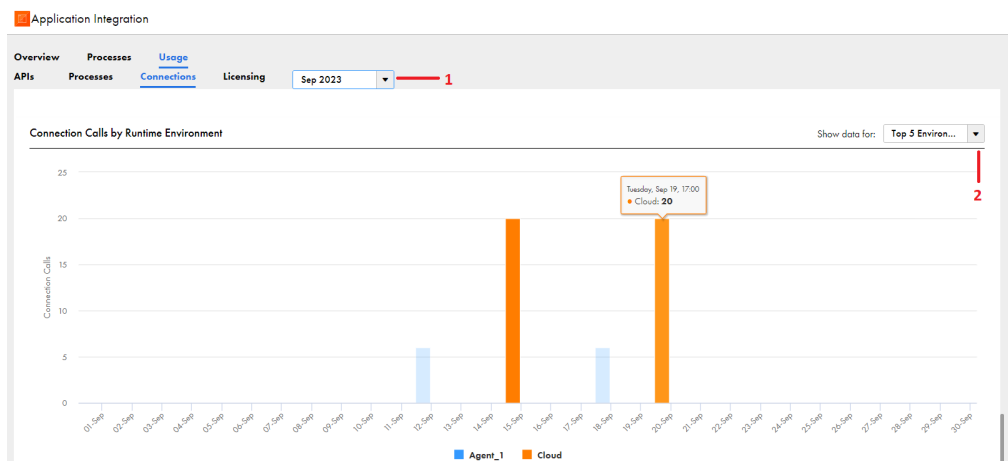 Application Integration
Overview Processes Usage
APIs Processes Connections Licensing Sep 2023 1
Connection Calls by Runtime Environment Show data for: Top 5 Environ...
2
Tuesday, Sep 19, 17:00
Cloud: 20
Connection Calls
25
20
15
10
5
0
01-Sep 02-Sep 03-Sep 04-Sep 05-Sep 06-Sep 07-Sep 08-Sep 09-Sep 10-Sep 11-Sep 12-Sep 13-Sep 14-Sep 15-Sep 16-Sep 17-Sep 18-Sep 19-Sep 20-Sep 21-Sep 22-Sep 23-Sep 24-Sep 25-Sep 26-Sep 27-Sep 28-Sep 29-Sep 30-Sep
Agent_1 Cloud